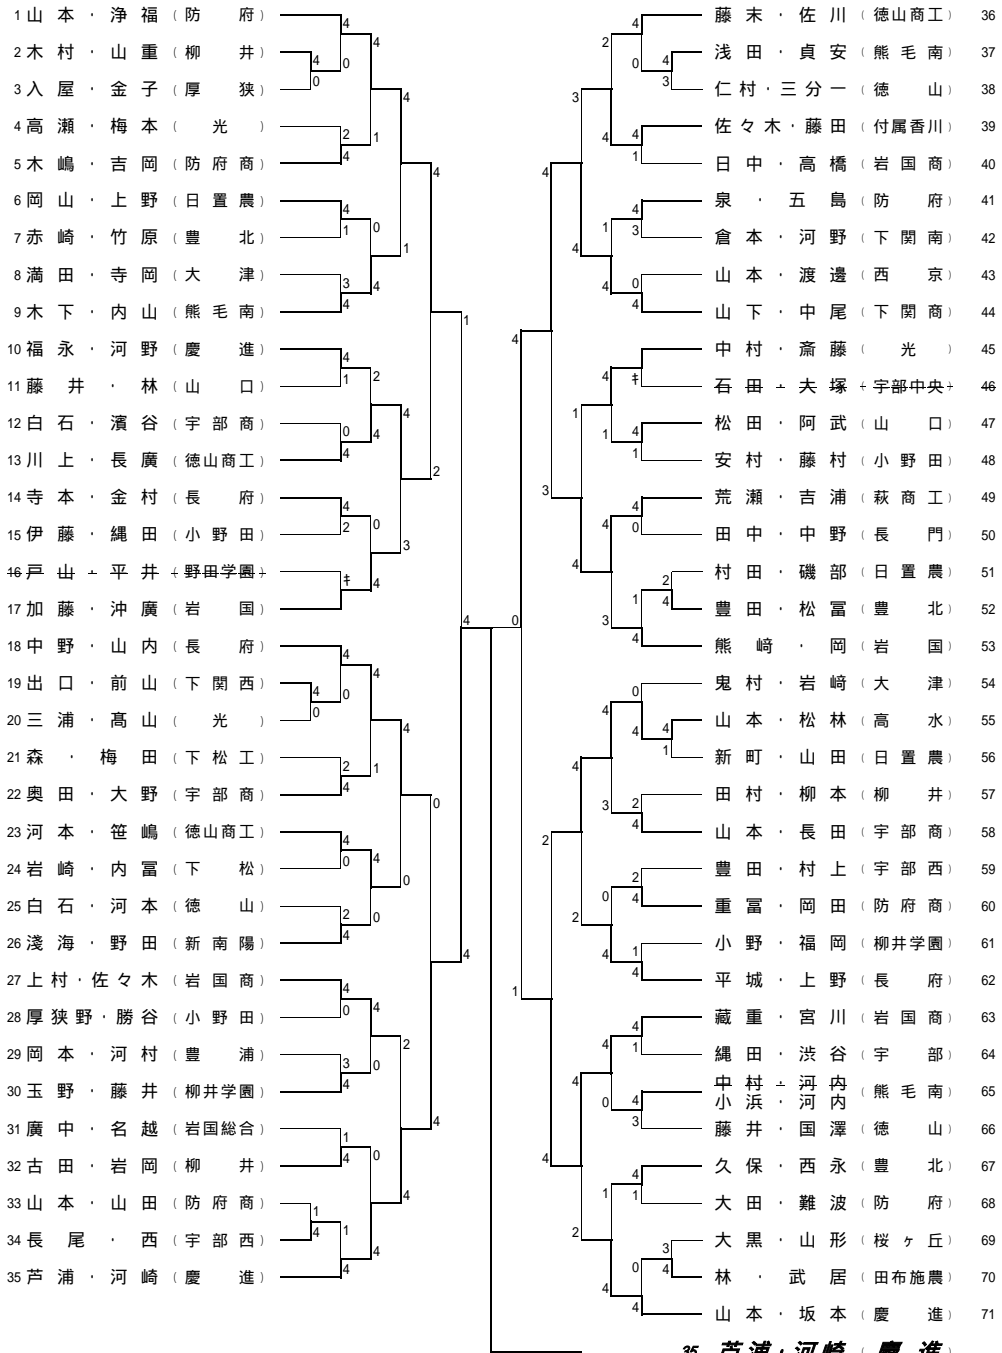 1 山本・浄福（防府）
2 木村・山重（柳井）
3 入屋・金子（厚狭）
4 高瀬・梅本（光）
5 木嶋・吉岡（防府商）
6 岡山・上野（日置農）
7 赤崎・竹原（豊北）
8 満田・寺岡（大津）
9 木下・内山（熊毛南）
10 福永・河野（慶進）
11 藤井・林（山口）
12 白石・濱谷（宇部商）
13 川上・長廣（徳山商工）
14 寺本・金村（長府）
15 伊藤・縄田（小野田）
16 戸山・平井（野田学園）
17 加藤・沖廣（岩国）
18 中野・山内（長府）
19 出口・前山（下関西）
20 三浦・髙山（光）
21 森・梅田（下松工）
22 奥田・大野（宇部商）
23 河本・笹嶋（徳山商工）
24 岩崎・内冨（下松）
25 白石・河本（徳山）
26 淺海・野田（新南陽）
27 上村・佐々木（岩国商）
28 厚狭野・勝谷（小野田）
29 岡本・河村（豊浦）
30 玉野・藤井（柳井学園）
31 廣中・名越（岩国総合）
32 古田・岩岡（柳井）
33 山本・山田（防府商）
34 長尾・西（宇部西）
35 芦浦・河崎（慶進）
藤末・佐川（徳山商工） 36
浅田・貞安（熊毛南） 37
仁村・三分一（徳山） 38
佐々木・藤田（付属香川） 39
日中・高橋（岩国商） 40
泉・五島（防府） 41
倉本・河野（下関南） 42
山本・渡邊（西京） 43
山下・中尾（下関商） 44
中村・斎藤（光） 45
石田・大塚（宇部中央） 46
松田・阿武（山口） 47
安村・藤村（小野田） 48
荒瀬・吉浦（萩商工） 49
田中・中野（長門） 50
村田・磯部（日置農） 51
豊田・松冨（豊北） 52
熊﨑・岡（岩国） 53
鬼村・岩﨑（大津） 54
山本・松林（高水） 55
新町・山田（日置農） 56
田村・柳本（柳井） 57
山本・長田（宇部商） 58
豊田・村上（宇部西） 59
重冨・岡田（防府商） 60
小野・福岡（柳井学園） 61
平城・上野（長府） 62
藏重・宮川（岩国商） 63
縄田・渋谷（宇部） 64
中村・河内
小浜・河内（熊毛南） 65
藤井・国澤（徳山） 66
久保・西永（豊北） 67
大田・難波（防府） 68
大黒・山形（桜ヶ丘） 69
林・武居（田布施農） 70
山本・坂本（慶進） 71
35 芦浦・河崎（慶進）